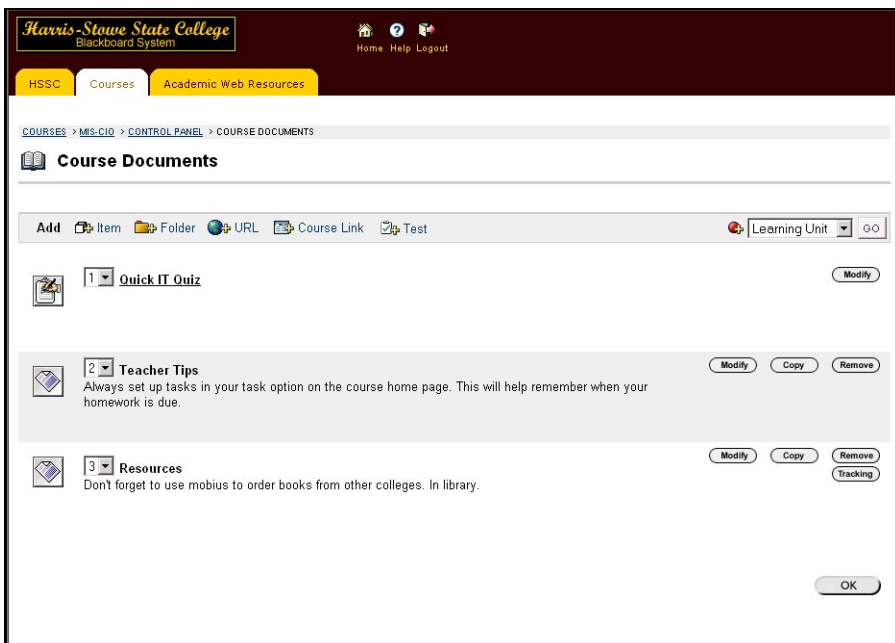 Harris-Stowe State College
Blackboard System
Home Help Logout
HSSC Courses Academic Web Resources
COURSES > MIS-CIO > CONTROL PANEL > COURSE DOCUMENTS
Course Documents
Add Item Folder URL Course Link Test Learning Unit GO
1 Quick IT Quiz Modify
2 Teacher Tips Modify Copy Remove
Always set up tasks in your task option on the course home page. This will help remember when your
homework is due.
3 Resources Modify Copy Remove
Don't forget to use mobius to order books from other colleges. In library. Tracking
OK